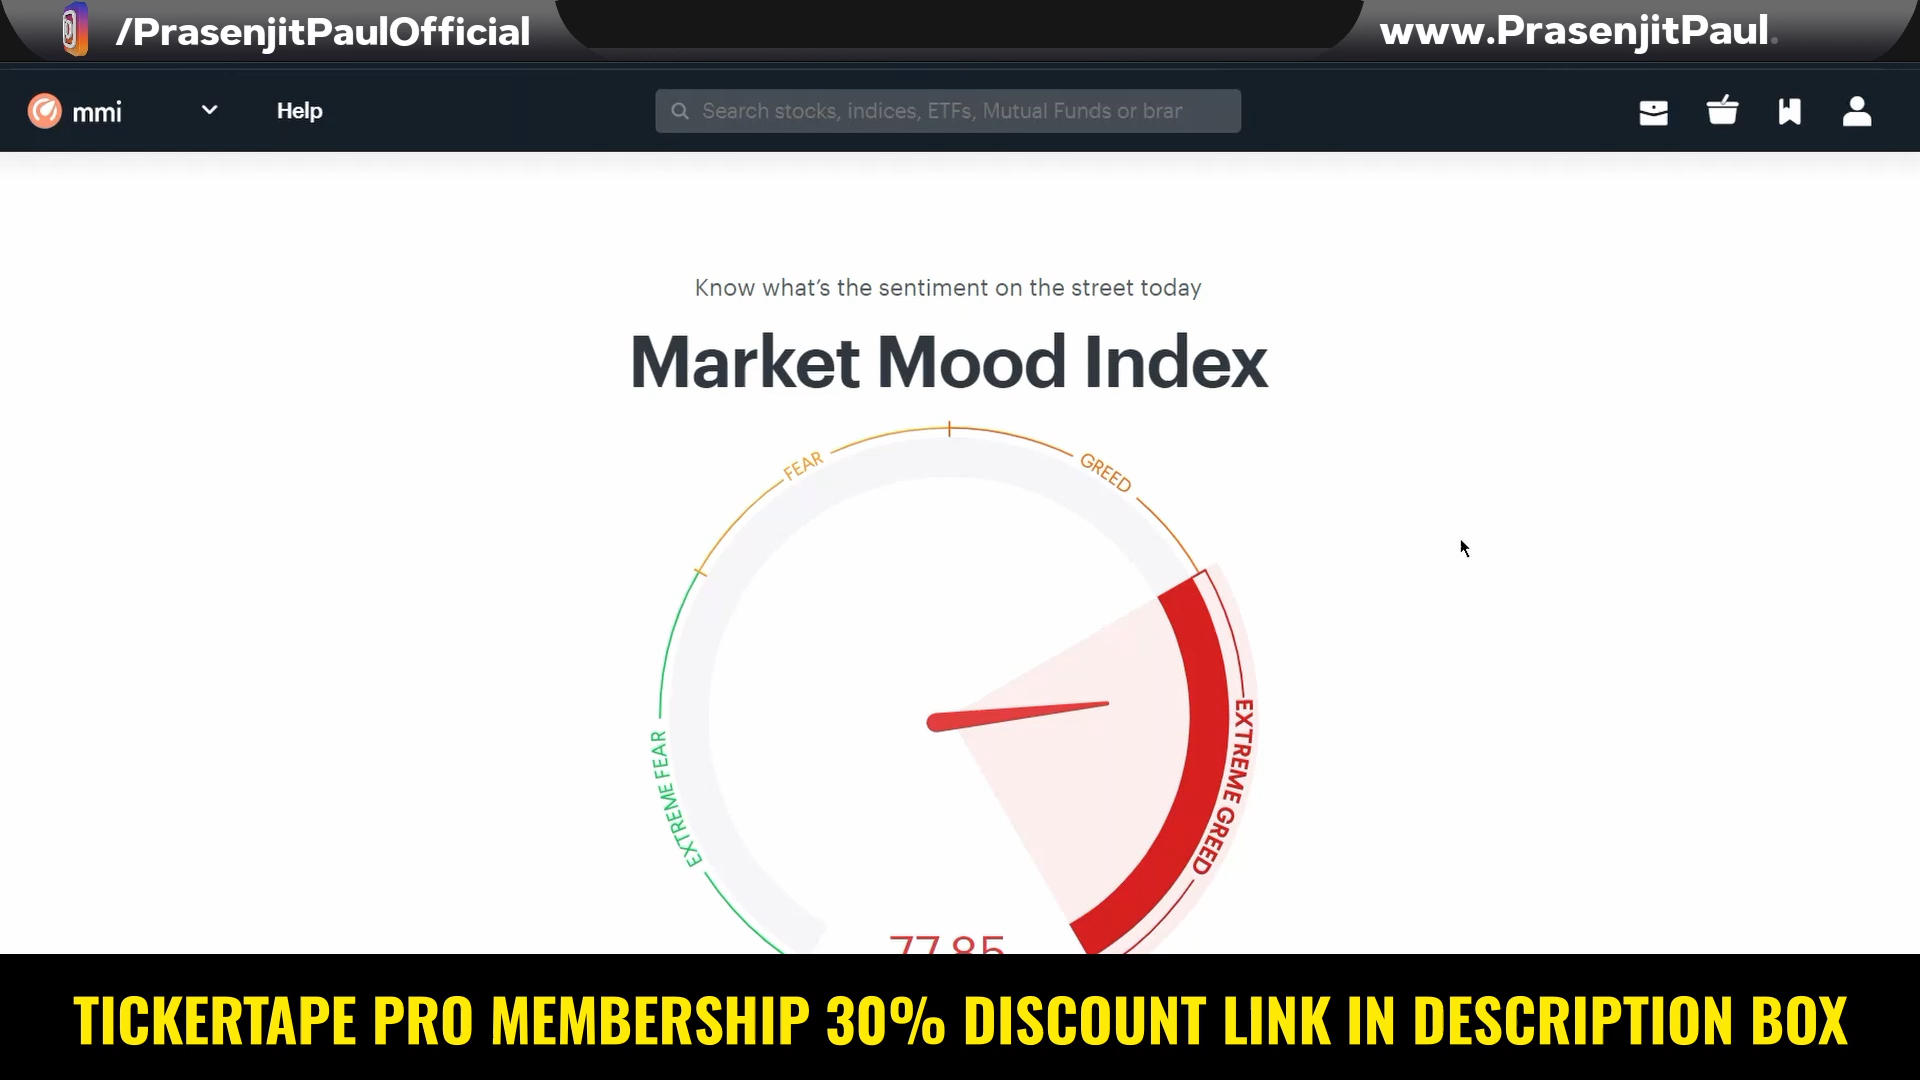 /PrasenjitPaulOfficial
www.PrasenjitPaul.
mmi
Help
Search stocks, indices, ETFs, Mutual Funds or brar
Know what's the sentiment on the street today
Market Mood Index
FEAR
GREED
EXTREME FEAR
EXTREME GREED
77.85
TICKERTAPE PRO MEMBERSHIP 30% DISCOUNT LINK IN DESCRIPTION BOX